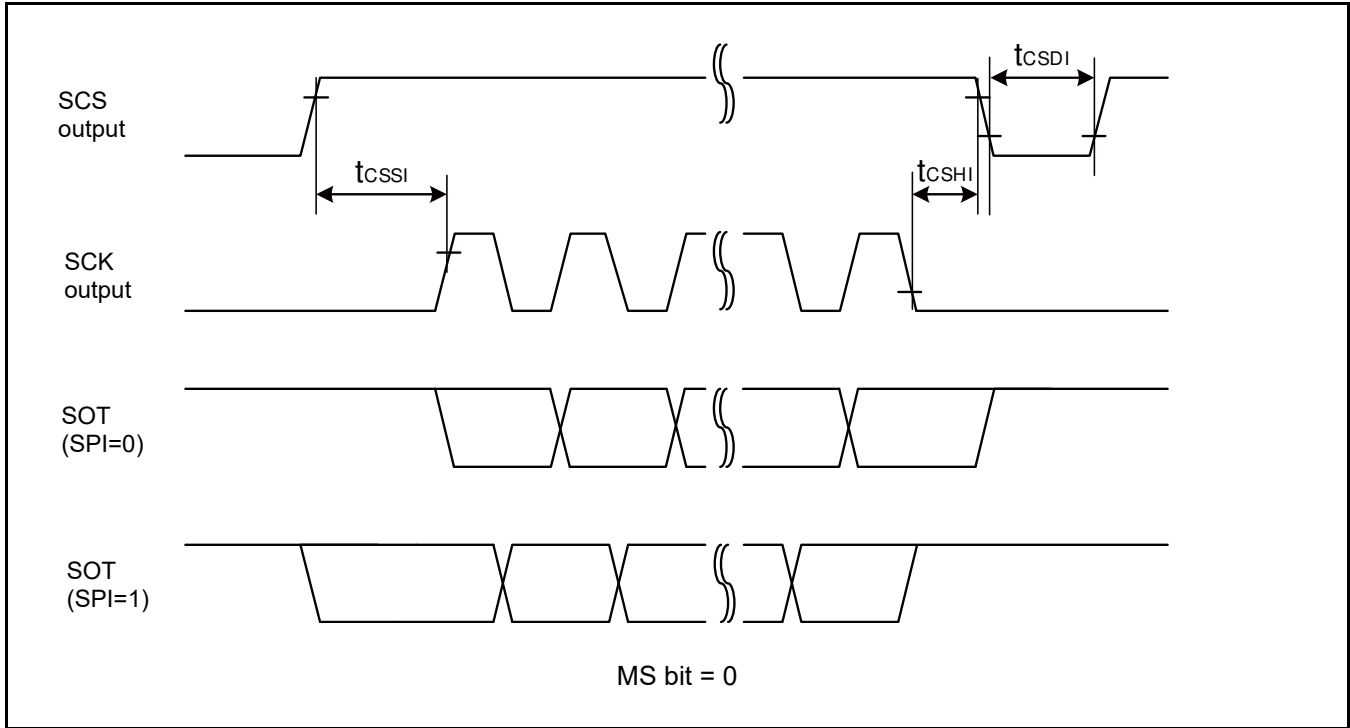 SCS
output
tCSDI
tCSSI
tCSHI
SCK
output
SOT
(SPI=0)
SOT
(SPI=1)
MS bit = 0